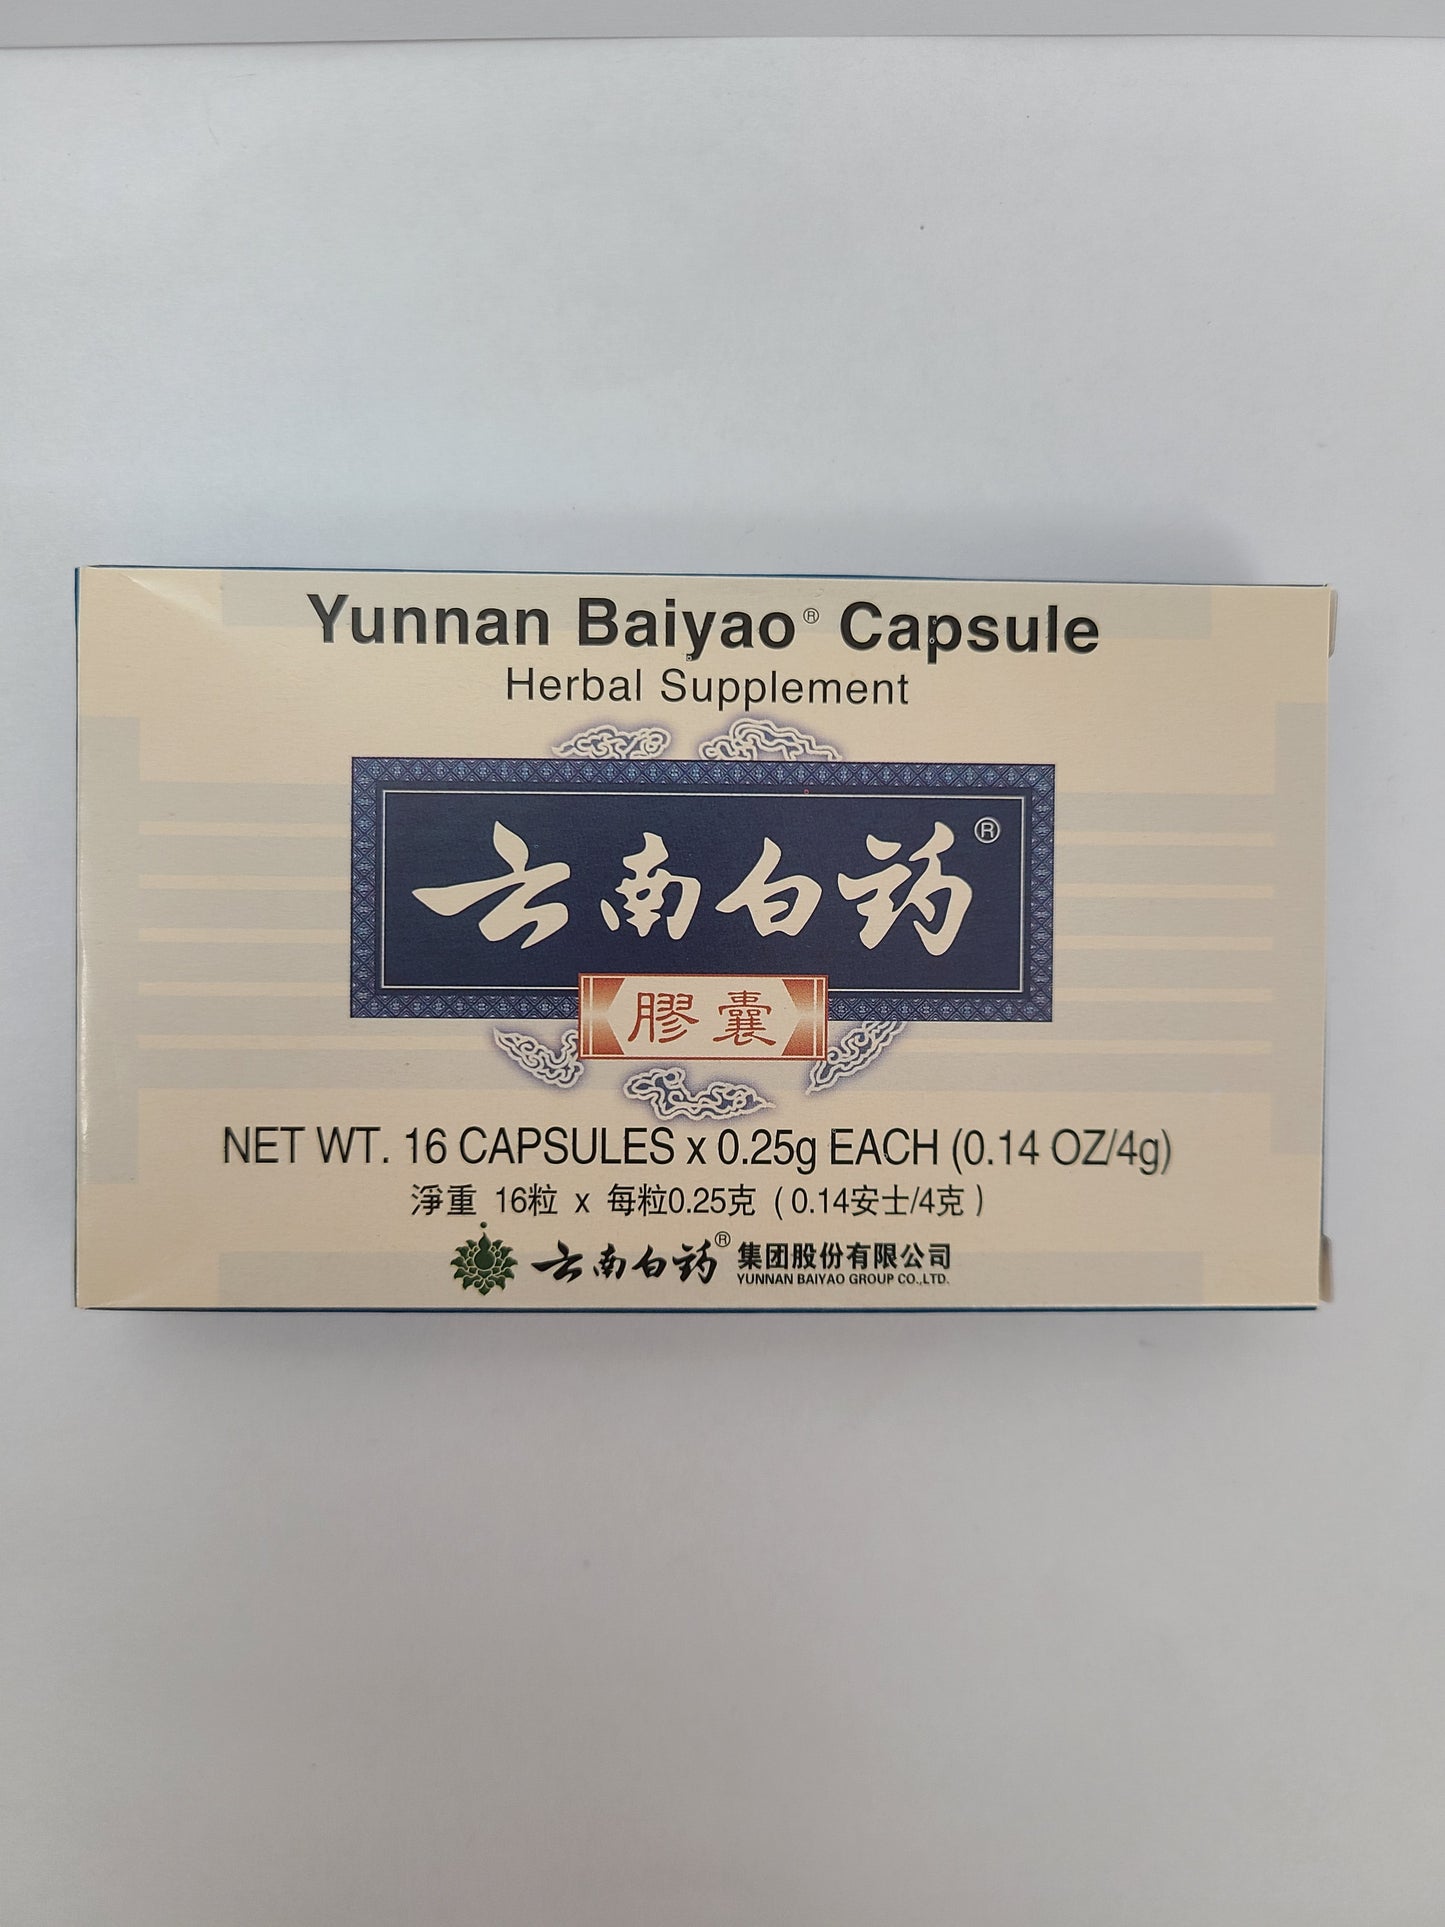 Yunnan Baiyao® Capsule
Herbal Supplement
云南白药®
膠囊
NET WT. 16 CAPSULES x 0.25g EACH (0.14 OZ/4g)
淨重 16粒 x 每粒0.25克 (0.14安士/4克)
云南白药® 集团股份有限公司
YUNNAN BAIYAO GROUP CO.,LTD.